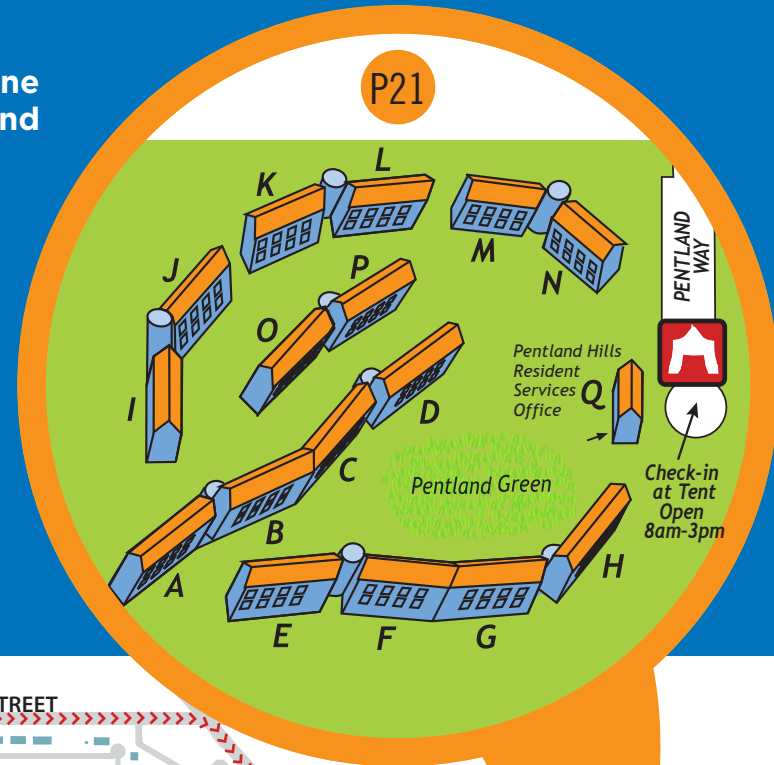 ne
nd
P21
L
K
PENTLAND
WAY
M
J
P
N
O
Pentland Hills
Resident
Services
Office
Q
I
D
C
Pentland Green
Check-in
at Tent
Open
8am-3pm
B
A
H
E
F
G
TREET